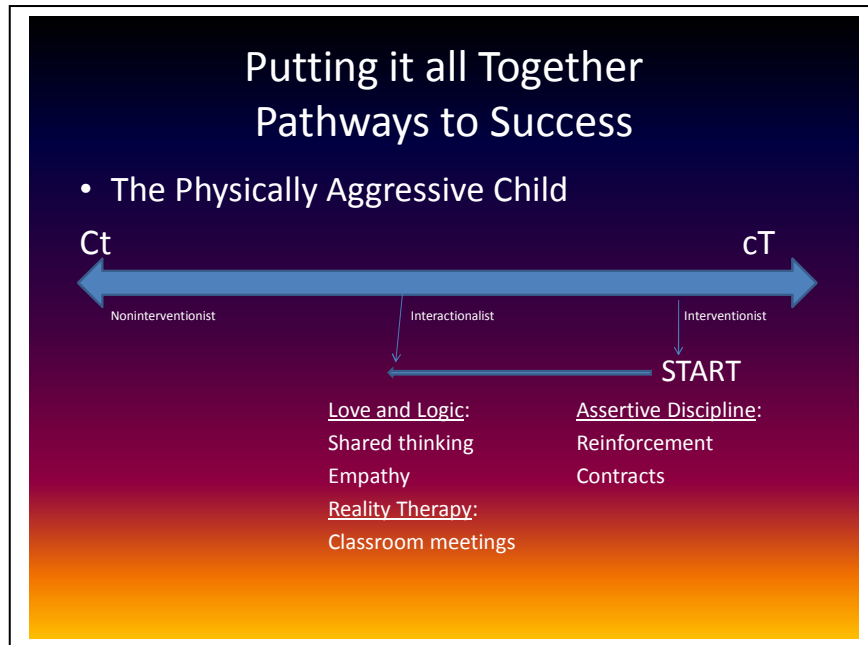 Putting it all Together
Pathways to Success
• The Physically Aggressive Child
Ct cT
Noninterventionist Interactionalist Interventionist
START
Love and Logic: Assertive Discipline:
Shared thinking Reinforcement
Empathy Contracts
Reality Therapy:
Classroom meetings